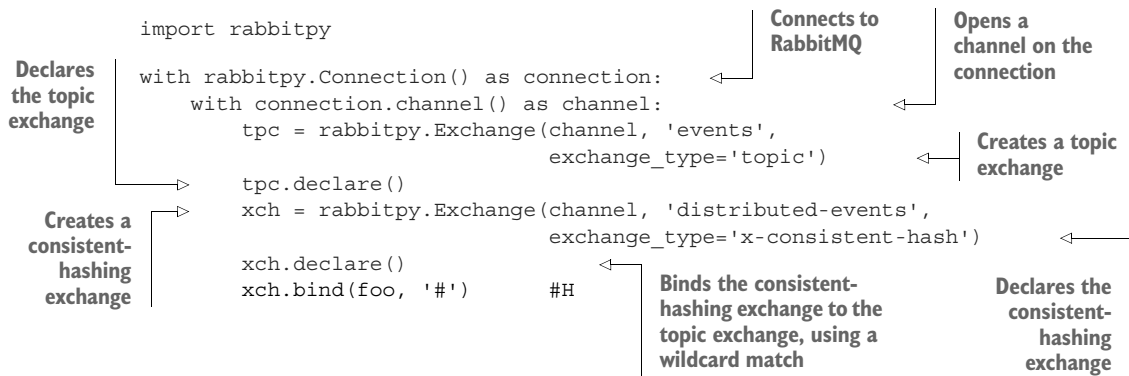 import rabbitpy
Connects to
RabbitMQ
Opens a
channel on the
connection
with rabbitpy.Connection() as connection:
with connection.channel() as channel:
Declares
the topic
exchange
tpc = rabbitpy.Exchange(channel, 'events',
exchange_type='topic')
Creates a topic
exchange
tpc.declare()
xch = rabbitpy.Exchange(channel, 'distributed-events',
exchange_type='x-consistent-hash')
Creates a
consistent-
hashing
exchange
xch.declare()
xch.bind(foo, '#') #H
Binds the consistent-
hashing exchange to the
topic exchange, using a
wildcard match
Declares the
consistent-
hashing
exchange